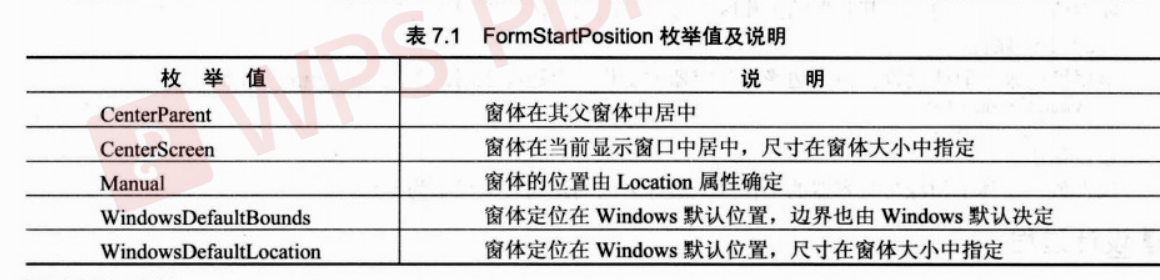 表 7.1 FormStartPosition 枚举值及说明
枚 举 值 说 明
CenterParent 窗体在其父窗体中居中
CenterScreen 窗体在当前显示窗口中居中，尺寸在窗体大小中指定
Manual 窗体的位置由 Location 属性确定
WindowsDefaultBounds 窗体定位在 Windows 默认位置，边界也由 Windows 默认决定
WindowsDefaultLocation 窗体定位在 Windows 默认位置，尺寸在窗体大小中指定
WPS PDF